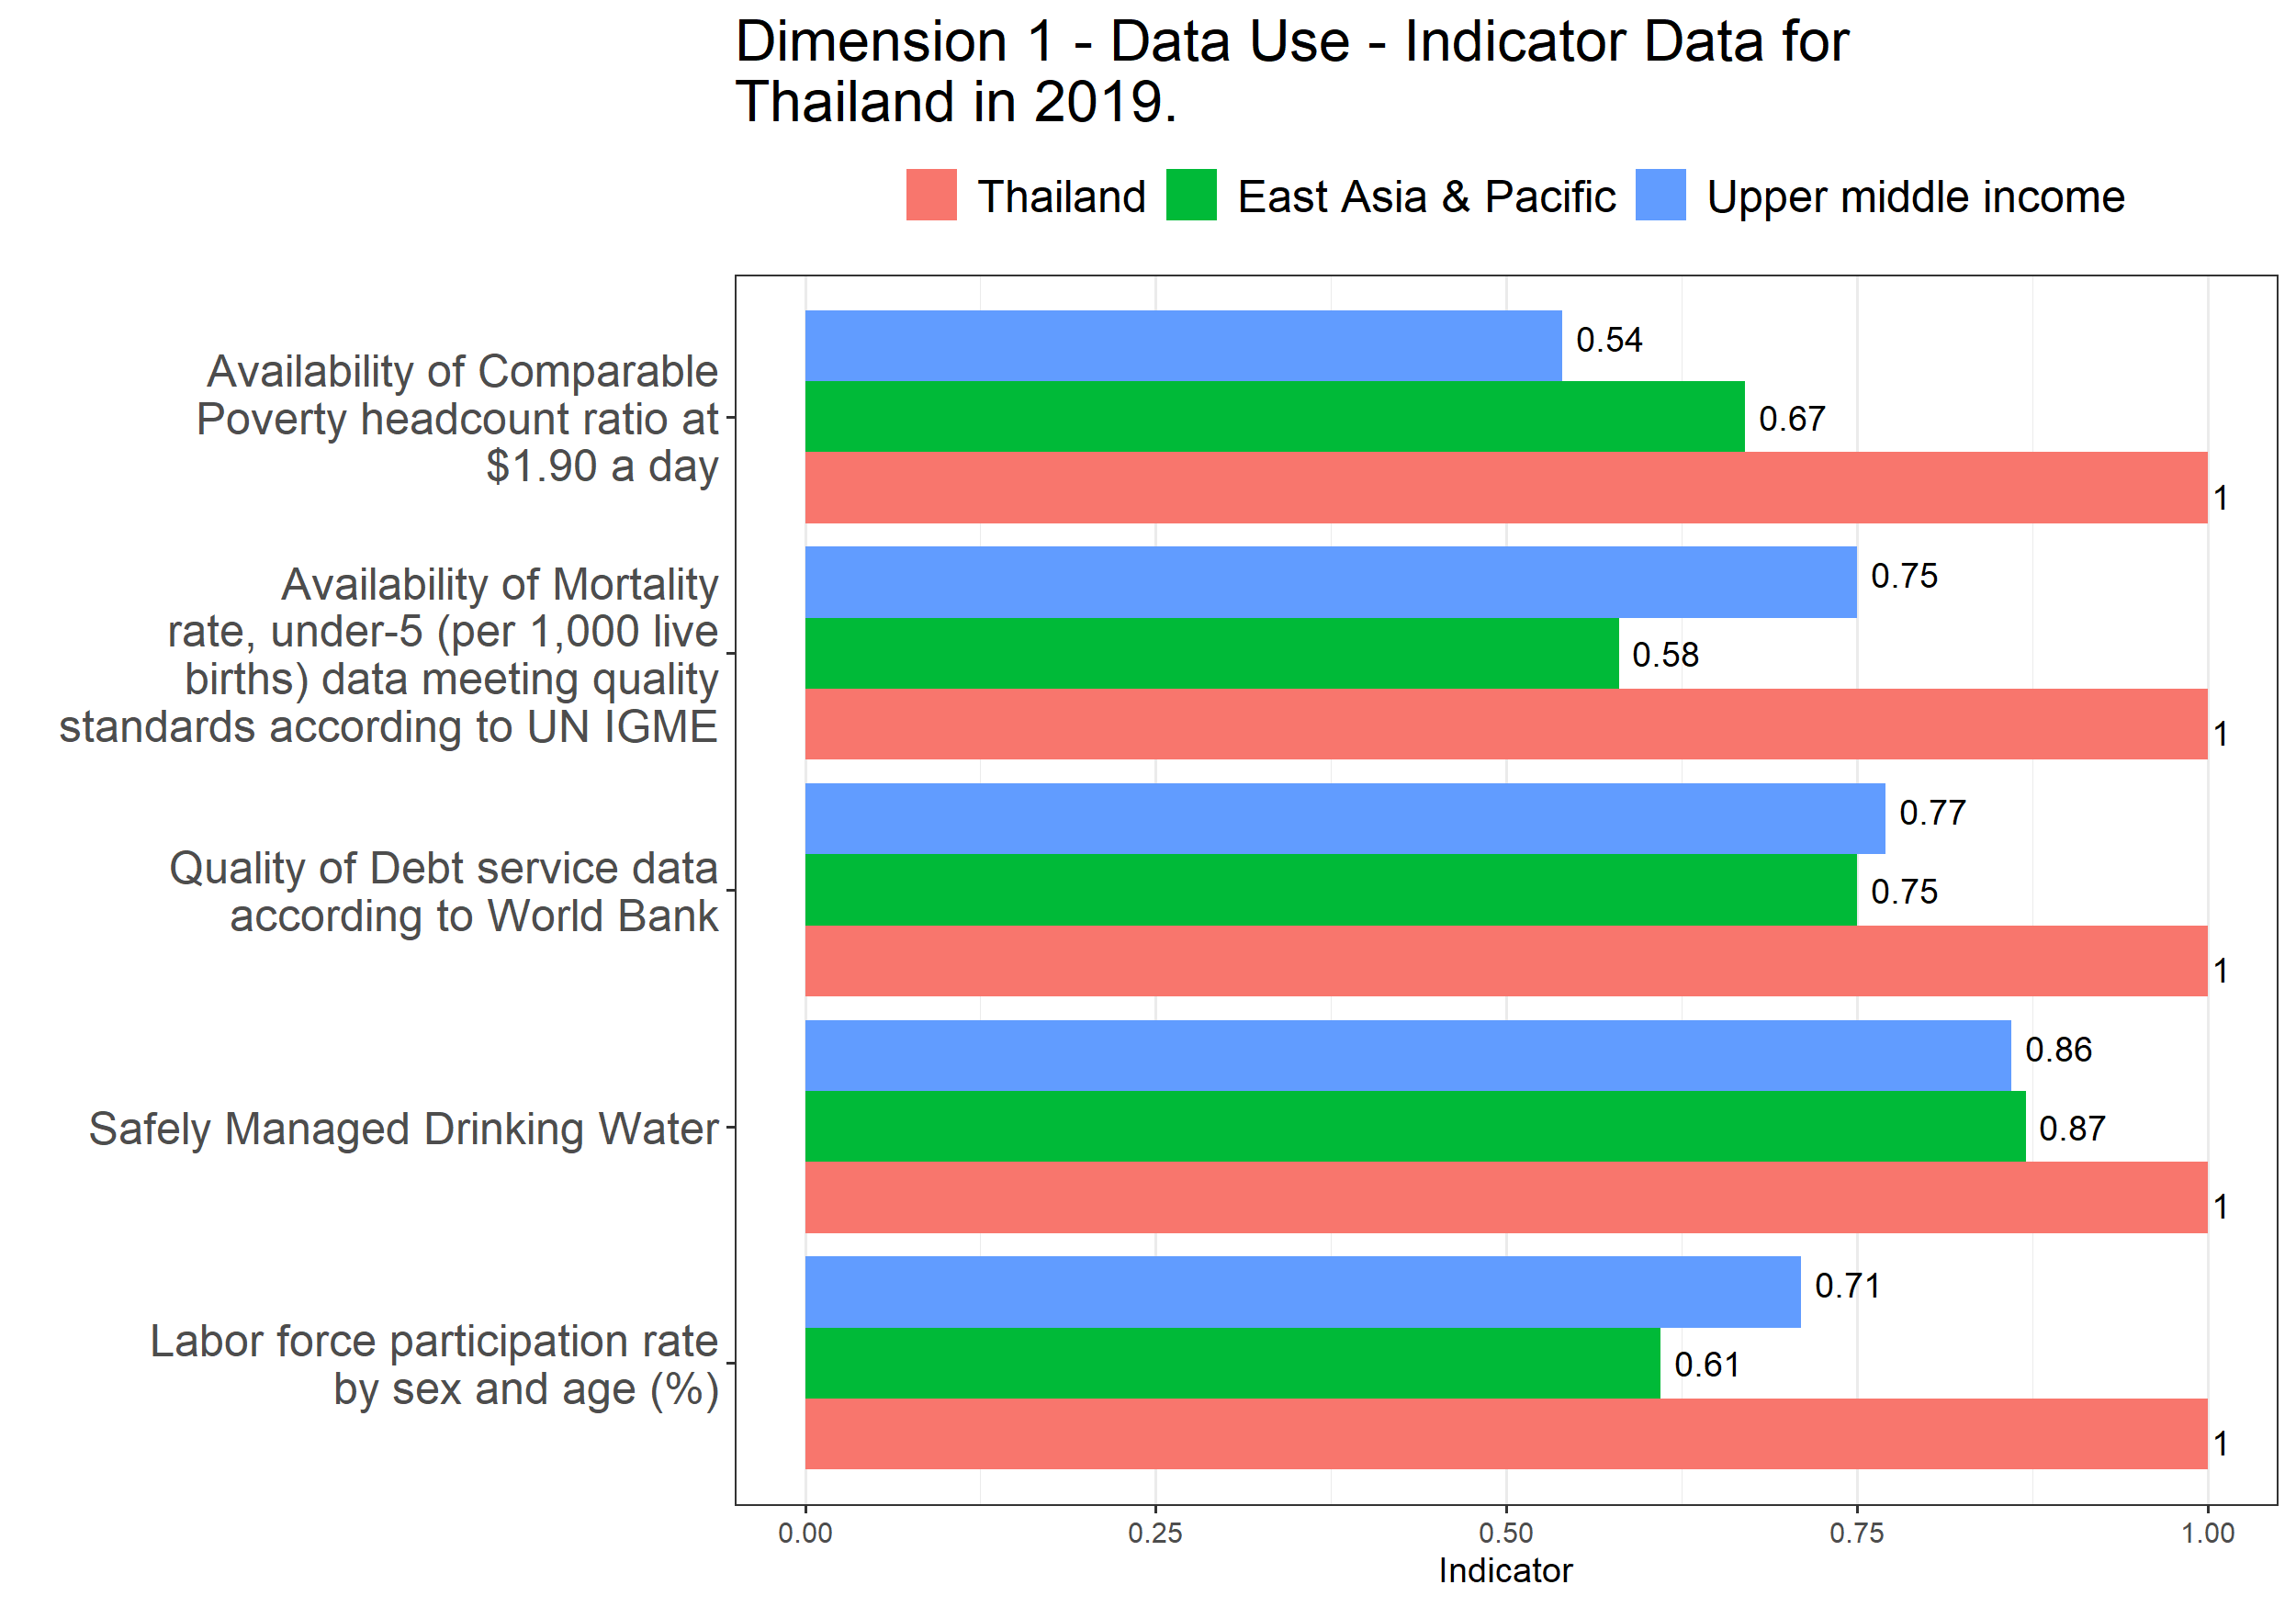 Dimension 1 - Data Use - Indicator Data for
Thailand in 2019.
Thailand
East Asia & Pacific
Upper middle income
Availability of Comparable
Poverty headcount ratio at
$1.90 a day
0.54
0.67
1
Availability of Mortality
rate, under-5 (per 1,000 live
births) data meeting quality
standards according to UN IGME
0.75
0.58
1
Quality of Debt service data
according to World Bank
0.77
0.75
1
Safely Managed Drinking Water
0.86
0.87
1
Labor force participation rate
by sex and age (%)
0.71
0.61
1
0.00 0.25 0.50 0.75 1.00
Indicator